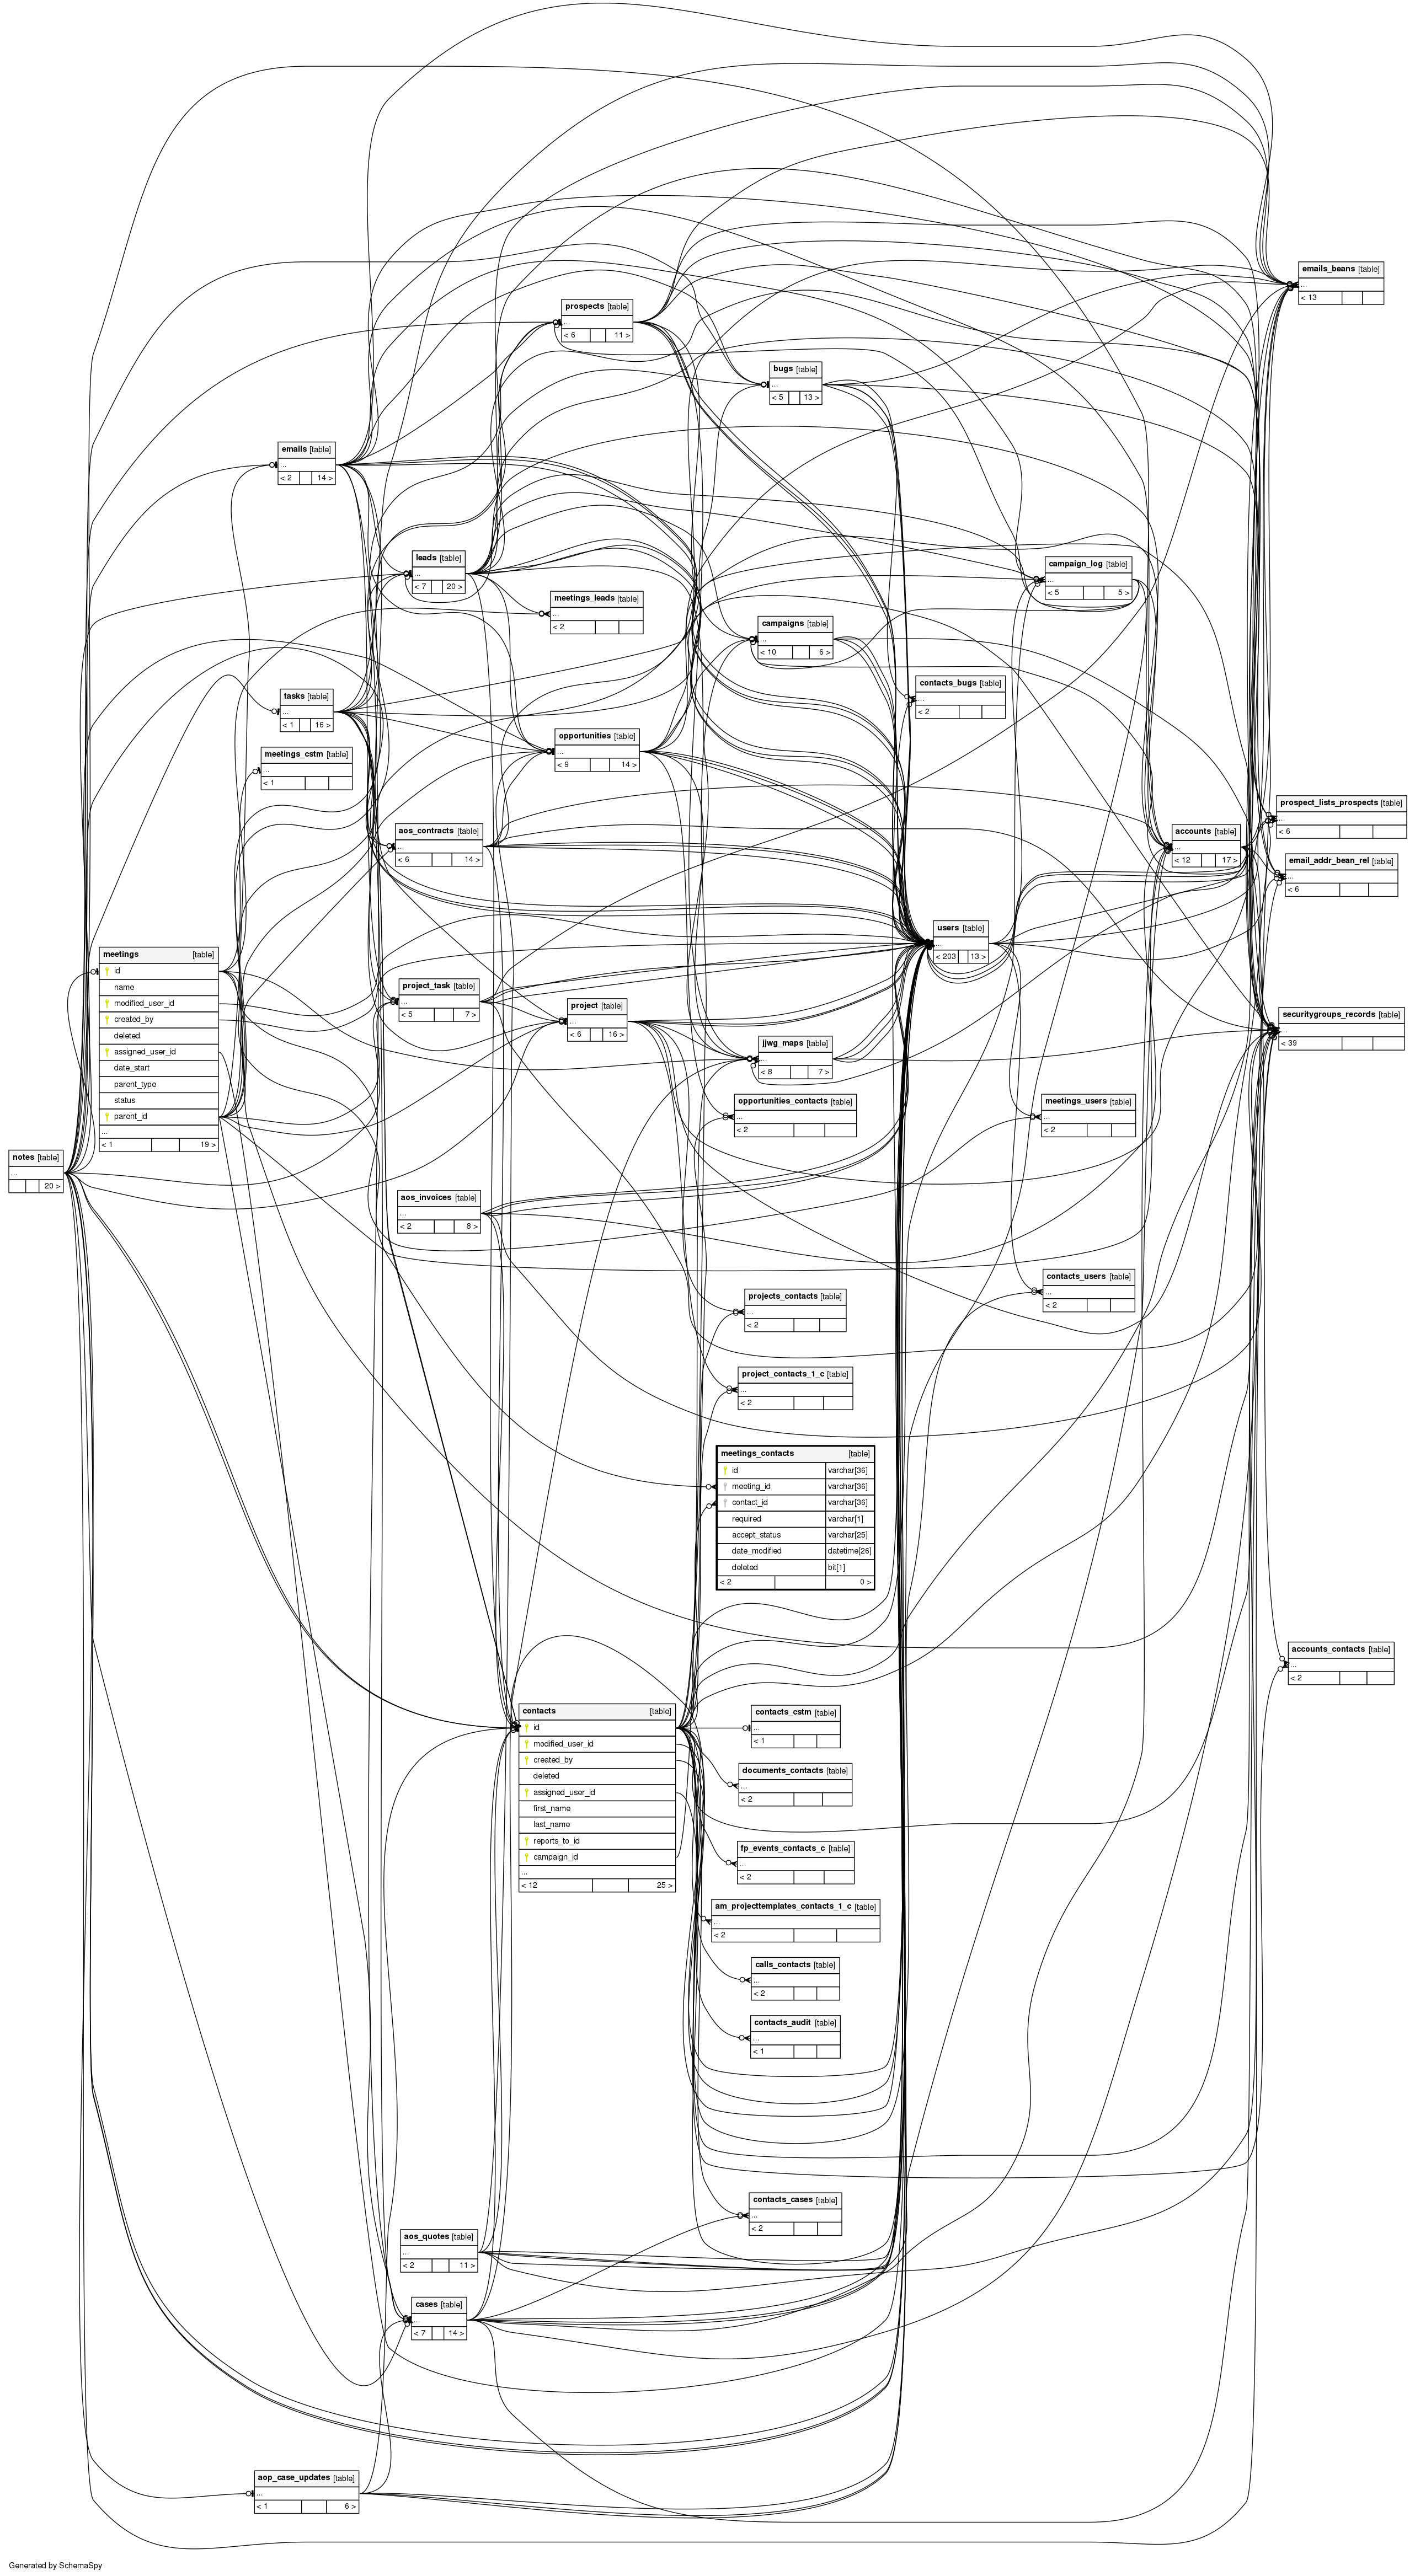 emails_beans [table]
...
< 13
prospects [table]
...
< 6 11 >
bugs [table]
...
< 5 13 >
emails [table]
...
< 2 14 >
leads [table]
...
< 7 20 >
campaign_log [table]
...
< 5 5 >
meetings_leads [table]
...
< 2
campaigns [table]
...
< 10 6 >
contacts_bugs [table]
...
< 2
tasks [table]
...
< 1 16 >
opportunities [table]
...
< 9 14 >
meetings_cstm [table]
...
< 1
prospect_lists_prospects [table]
...
< 6
aos_contracts [table]
...
< 6 14 >
accounts [table]
...
< 12 17 >
email_addr_bean_rel [table]
...
< 6
users [table]
...
< 203 13 >
meetings [table]
id
name
modified_user_id
created_by
deleted
assigned_user_id
date_start
parent_type
status
parent_id
...
< 1 19 >
project_task [table]
...
< 5 7 >
project [table]
...
< 6 16 >
securitygroups_records [table]
...
< 39
jjwg_maps [table]
...
< 8 7 >
opportunities_contacts [table]
...
< 2
meetings_users [table]
...
< 2
notes [table]
...
20 >
aos_invoices [table]
...
< 2 8 >
contacts_users [table]
...
< 2
projects_contacts [table]
...
< 2
project_contacts_1_c [table]
...
< 2
meetings_contacts [table]
id varchar[36]
meeting_id varchar[36]
contact_id varchar[36]
required varchar[1]
accept_status varchar[25]
date_modified datetime[26]
deleted bit[1]
< 2 0 >
accounts_contacts [table]
...
< 2
contacts [table]
id
modified_user_id
created_by
deleted
assigned_user_id
first_name
last_name
reports_to_id
campaign_id
...
< 12 25 >
contacts_cstm [table]
...
< 1
documents_contacts [table]
...
< 2
fp_events_contacts_c [table]
...
< 2
am_projecttemplates_contacts_1_c [table]
...
< 2
calls_contacts [table]
...
< 2
contacts_audit [table]
...
< 1
contacts_cases [table]
...
< 2
aos_quotes [table]
...
< 2 11 >
cases [table]
...
< 7 14 >
aop_case_updates [table]
...
< 1 6 >
Generated by SchemaSpy